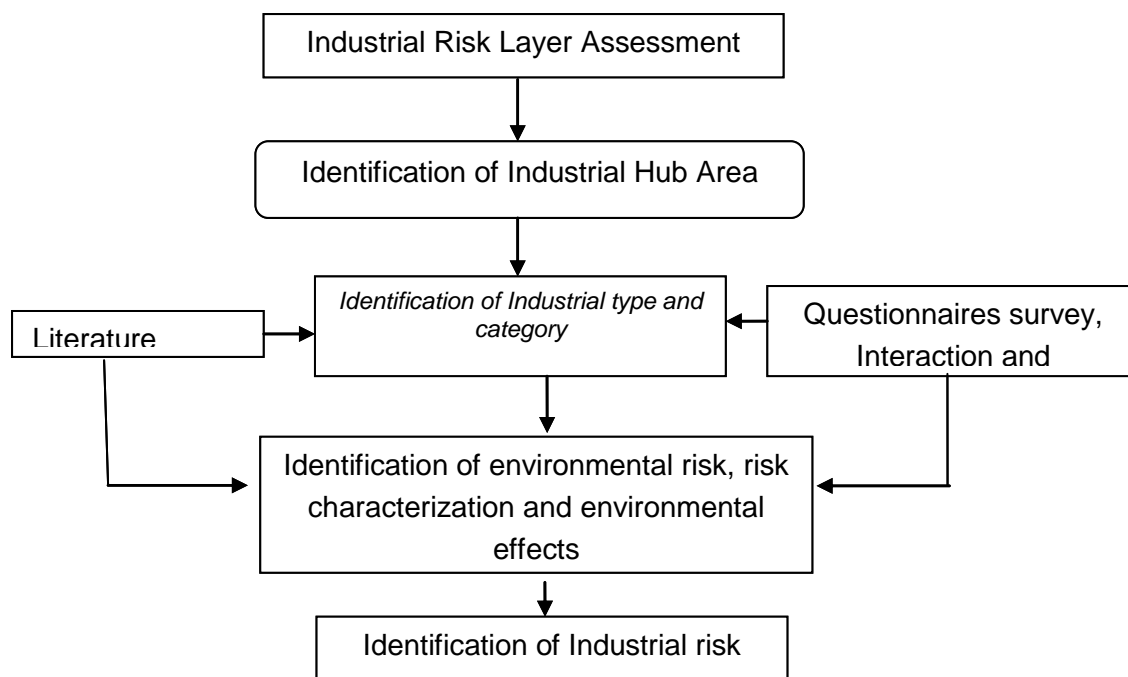 Industrial Risk Layer Assessment
Identification of Industrial Hub Area
Identification of Industrial type and
category
Literature
Questionnaires survey,
Interaction and
Identification of environmental risk, risk
characterization and environmental
effects
Identification of Industrial risk